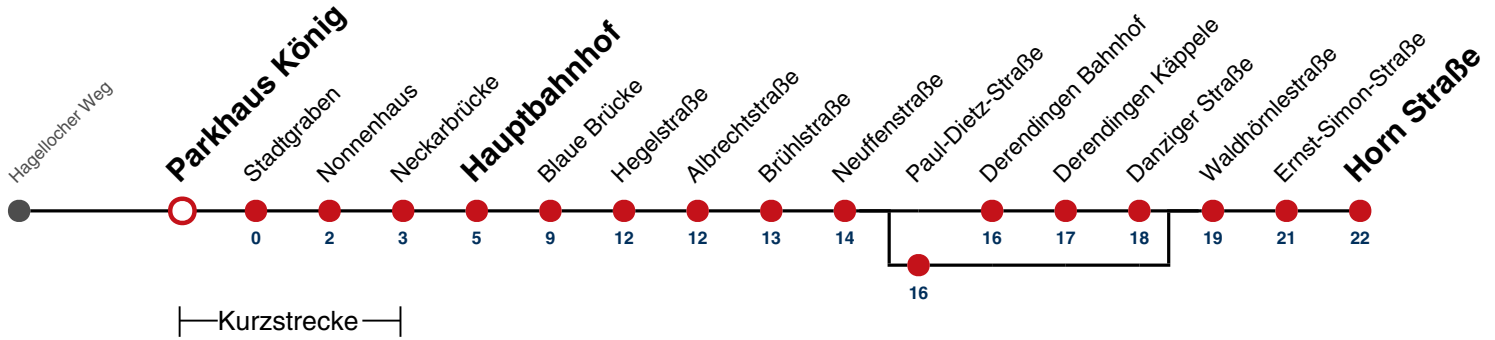 Hagellocher Weg
Parkhaus König
Stadtgraben
Nonnenhaus
Neckarbrücke
Hauptbahnhof
Blaue Brücke
Hegelstraße
Albrechtstraße
Brühlstraße
Neuffenstraße
Paul-Dietz-Straße
Derendingen Bahnhof
Derendingen Käppele
Danziger Straße
Waldhörnlestraße
Ernst-Simon-Straße
Horn Straße
0 2 3 5 9 12 12 13 14 16 17 18 19 21 22
16
Kurzstrecke